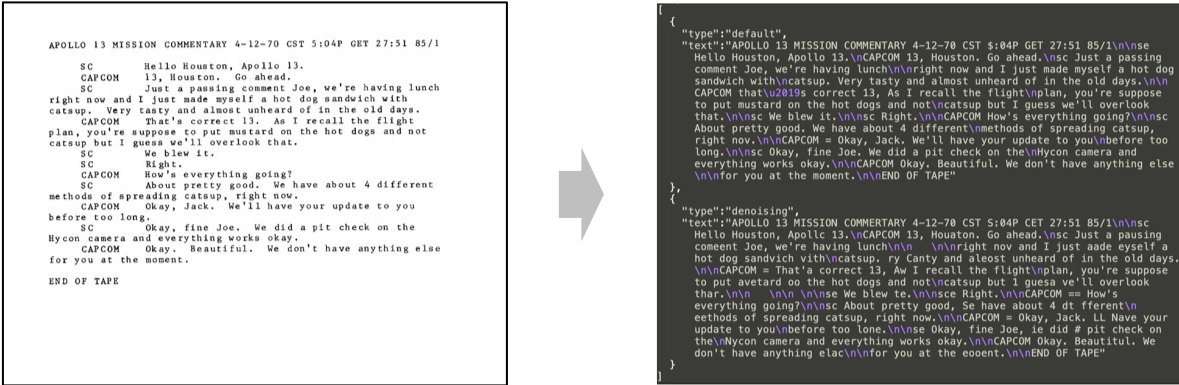 APOLLO 13 MISSION COMMENTARY 4-12-70 CST 5:04P GET 27:51 85/1
SC Hello Houston, Apollo 13.
CAPCOM 13, Houston. Go ahead.
SC Just a passing comment Joe, we're having lunch
right now and I just made myself a hot dog sandwich with
catsup. Very tasty and almost unheard of in the old days.
CAPCOM That's correct 13. As I recall the flight
plan, you're suppose to put mustard on the hot dogs and not
catsup but I guess we'll overlook that.
SC We blew it.
SC Right.
CAPCOM How's everything going?
SC About pretty good. We have about 4 different
methods of spreading catsup, right now.
CAPCOM Okay, Jack. We'll have your update to you
before too long.
SC Okay, fine Joe. We did a pit check on the
Hycon camera and everything works okay.
CAPCOM Okay. Beautiful. We don't have anything else
for you at the moment.
END OF TAPE
[
{
"type":"default",
"text":"APOLLO 13 MISSION COMMENTARY 4-12-70 CST $:04P GET 27:51 85/1\n\nse
Hello Houston, Apollo 13.\nCAPCOM 13, Houston. Go ahead.\nsc Just a passing
comment Joe, we're having lunch\n\nright now and I just made myself a hot dog
sandwich with\ncatsup. Very tasty and almost unheard of in the old days.\n\n
CAPCOM that\u2019s correct 13, As I recall the flight\nplan, you're suppose
to put mustard on the hot dogs and not\ncatsup but I guess we'll overlook
that.\n\nsc We blew it.\n\nsc Right.\n\nCAPCOM How's everything going?\n\nsc
About pretty good. We have about 4 different\nmethods of spreading catsup,
right nov.\n\nCAPCOM = Okay, Jack. We'll have your update to you\nbefore too
long.\n\nsc Okay, fine Joe. We did a pit check on the\nHycon camera and
everything works okay.\n\nCAPCOM Okay. Beautiful. We don't have anything else
\n\nfor you at the moment.\n\nEND OF TAPE"
},
{
"type":"denoising",
"text":"APOLLO 13 MISSION COMMENTARY 4-12-70 CST S:04P CET 27:51 85/1\n\nsc
Hello Houston, Apollc 13.\nCAPCOM 13, Houaton. Go ahead.\nsc Just a pausing
comeent Joe, we're having lunch\n\n \n\nright nov and I just aade eyself a
hot dog sandwich vith\ncatsup. ry Canty and aleost unheard of in the old days.
\n\nCAPCOM = That'a correct 13, Aw I recall the flight\nplan, you're suppose
to put avetard oo the hot dogs and not\ncatsup but 1 guesa ve'll overlook
thar.\n\n \n\n \n\nse We blew te.\n\nsce Right.\n\nCAPCOM == How's
everything going?\n\nsc About pretty good, Se have about 4 dt fferent\n
eethods of spreading catsup, right now.\n\nCAPCOM = Okay, Jack. LL Nave your
update to you\nbefore too lone.\n\nse Okay, fine Joe, ie did # pit check on
the\nNycon camera and everything works okay.\n\nCAPCOM Okay. Beautitul. We
don't have anything elac\n\nfor you at the eooent.\n\nEND OF TAPE"
}
]